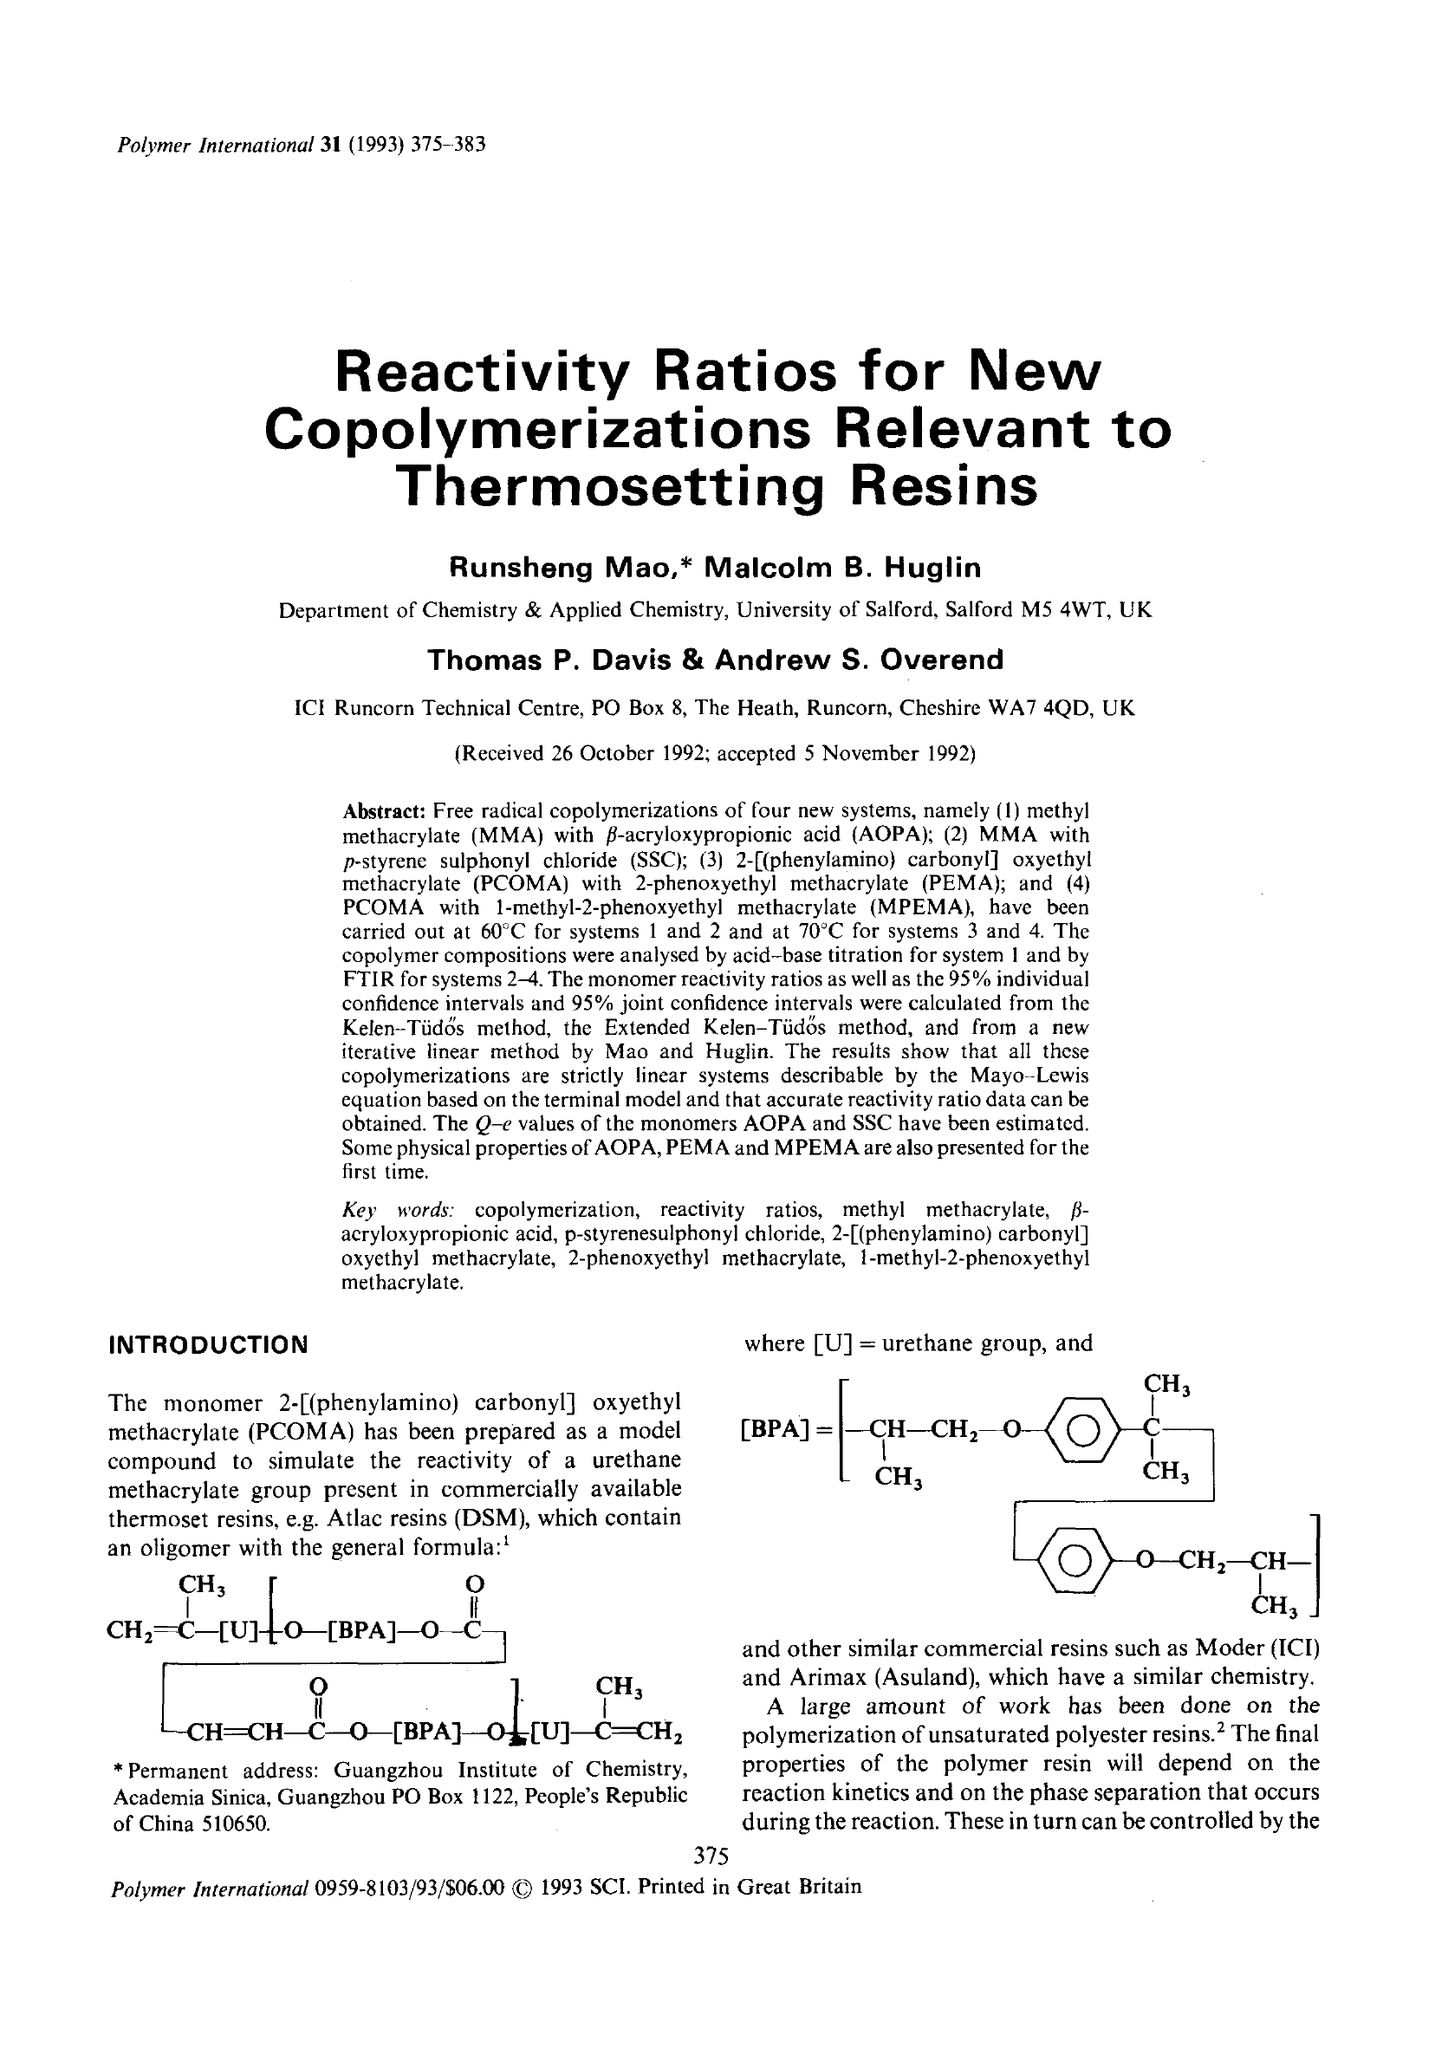 Polymer International 31 (1993) 375–383
Reactivity Ratios for New
Copolymerizations Relevant to
Thermosetting Resins
Runsheng Mao,* Malcolm B. Huglin
Department of Chemistry & Applied Chemistry, University of Salford, Salford M5 4WT, UK
Thomas P. Davis & Andrew S. Overend
ICI Runcorn Technical Centre, PO Box 8, The Heath, Runcorn, Cheshire WA7 4QD, UK
(Received 26 October 1992; accepted 5 November 1992)
Abstract: Free radical copolymerizations of four new systems, namely (1) methyl
methacrylate (MMA) with β-acryloxypropionic acid (AOPA); (2) MMA with
p-styrene sulphonyl chloride (SSC); (3) 2-[(phenylamino) carbonyl] oxyethyl
methacrylate (PCOMA) with 2-phenoxyethyl methacrylate (PEMA); and (4)
PCOMA with 1-methyl-2-phenoxyethyl methacrylate (MPEMA), have been
carried out at 60°C for systems 1 and 2 and at 70°C for systems 3 and 4. The
copolymer compositions were analysed by acid–base titration for system 1 and by
FTIR for systems 2–4. The monomer reactivity ratios as well as the 95% individual
confidence intervals and 95% joint confidence intervals were calculated from the
Kelen–Tüdős method, the Extended Kelen–Tüdős method, and from a new
iterative linear method by Mao and Huglin. The results show that all these
copolymerizations are strictly linear systems describable by the Mayo–Lewis
equation based on the terminal model and that accurate reactivity ratio data can be
obtained. The Q–e values of the monomers AOPA and SSC have been estimated.
Some physical properties of AOPA, PEMA and MPEMA are also presented for the
first time.
Key words: copolymerization, reactivity ratios, methyl methacrylate, β-
acryloxypropionic acid, p-styrenesulphonyl chloride, 2-[(phenylamino) carbonyl]
oxyethyl methacrylate, 2-phenoxyethyl methacrylate, 1-methyl-2-phenoxyethyl
methacrylate.
INTRODUCTION
The monomer 2-[(phenylamino) carbonyl] oxyethyl
methacrylate (PCOMA) has been prepared as a model
compound to simulate the reactivity of a urethane
methacrylate group present in commercially available
thermoset resins, e.g. Atlac resins (DSM), which contain
an oligomer with the general formula:¹
CH₃ O
CH₂=C—[U]—[O—[BPA]—O—C—
O CH₃
—CH=CH—C—O—[BPA]—O]—[U]—C=CH₂
* Permanent address: Guangzhou Institute of Chemistry,
Academia Sinica, Guangzhou PO Box 1122, People's Republic
of China 510650.
where [U] = urethane group, and
CH₃
[BPA] = [—CH—CH₂—O— —C—
CH₃ CH₃
—O—CH₂—CH—]
CH₃
and other similar commercial resins such as Moder (ICI)
and Arimax (Asuland), which have a similar chemistry.
A large amount of work has been done on the
polymerization of unsaturated polyester resins.² The final
properties of the polymer resin will depend on the
reaction kinetics and on the phase separation that occurs
during the reaction. These in turn can be controlled by the
375
Polymer International 0959-8103/93/$06.00 © 1993 SCI. Printed in Great Britain